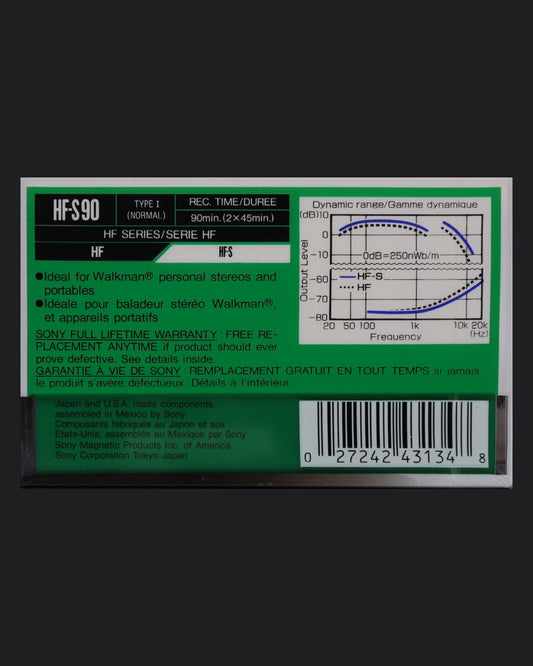 HF-S90
TYPE I
(NORMAL)
REC. TIME/DUREE
90min.(2×45min.)
HF SERIES/SERIE HF
HF
HF-S
●Ideal for Walkman® personal stereos and
portables
●Idéale pour baladeur stéréo Walkman®,
et appareils portatifs
SONY FULL LIFETIME WARRANTY : FREE RE-
PLACEMENT ANYTIME if product should ever
prove defective. See details inside.
GARANTIE À VIE DE SONY : REMPLACEMENT GRATUIT EN TOUT TEMPS si jamais
le produit s'avère defectueux. Détails à l'intérieur.
Dynamic range/Gamme dynamique
(dB)10
0
-10
0dB=250nWb/m
-60
-70
-80
Output Level
HF-S
HF
20 50 100 1k 10k 20k
Frequency (Hz)
Japan and U.S.A. made components,
assembled in Mexico by Sony
Composants fabriqués au Japon et aux
Etats-Unis, assemblés au Mexique par Sony
Sony Magnetic Products Inc. of America
Sony Corporation Tokyo Japan
0 27242 43134 8